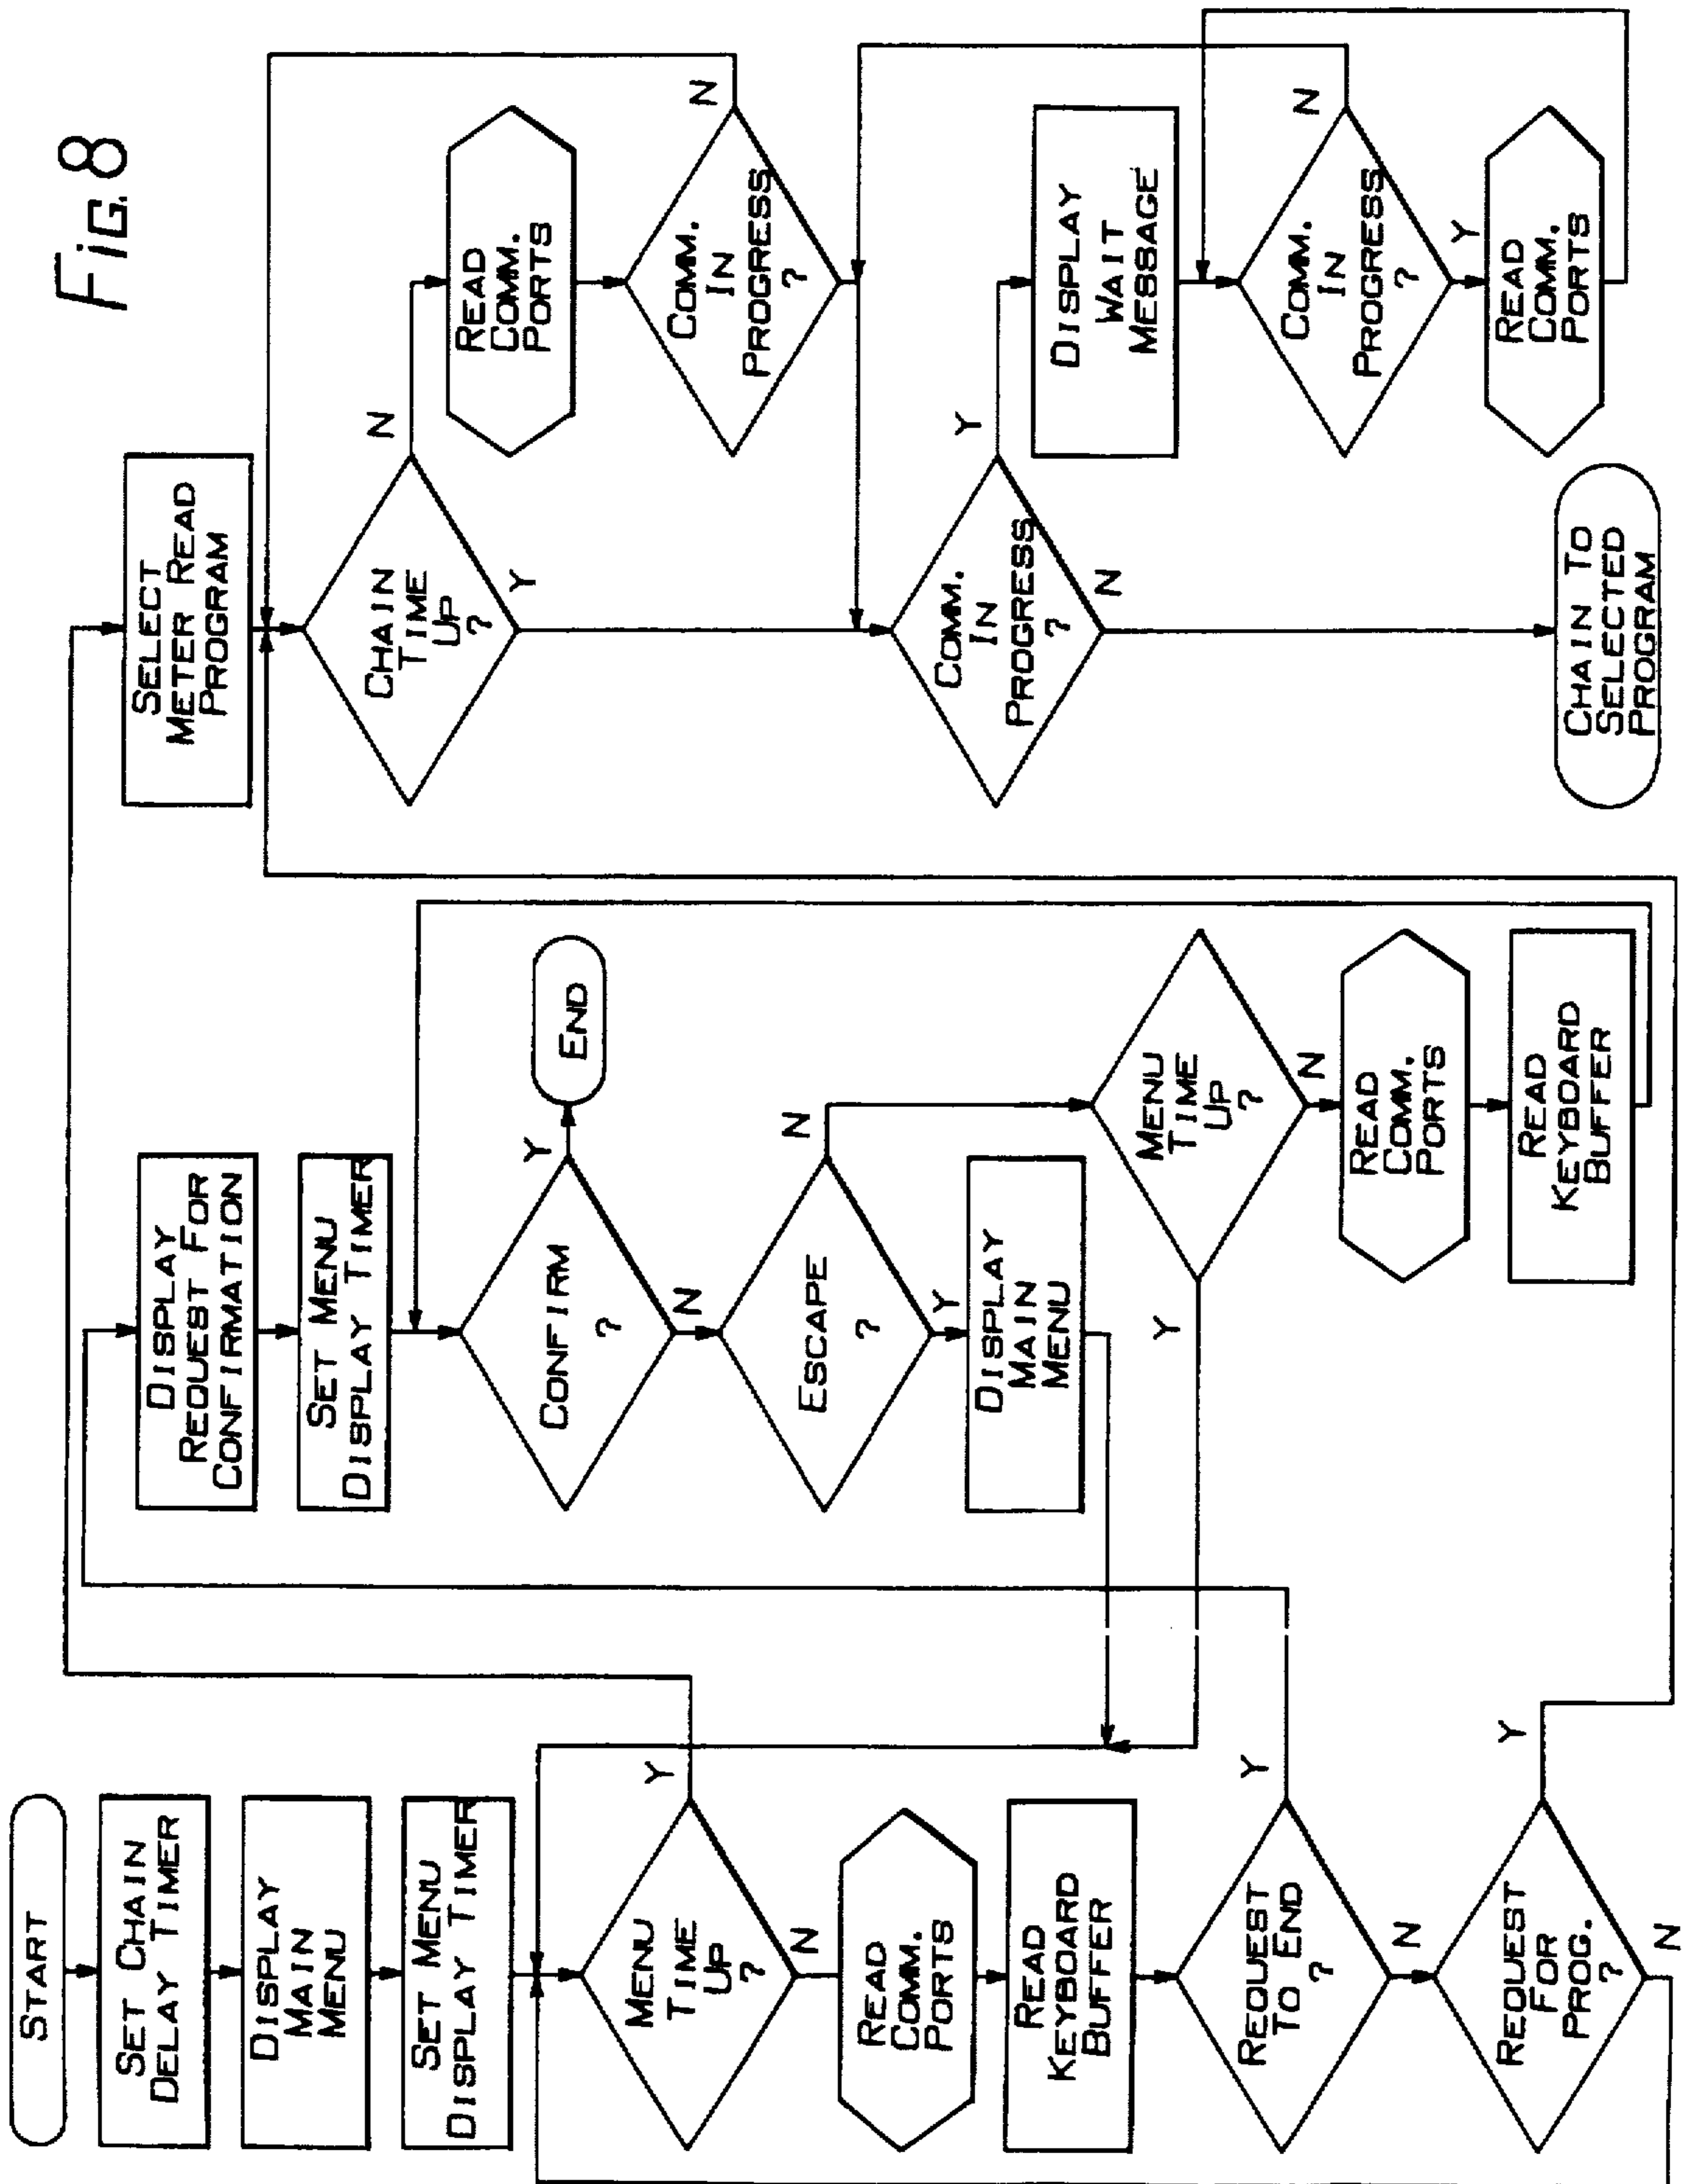 Fig. 8
START
SET CHAIN
DELAY TIMER
DISPLAY
MAIN
MENU
SET MENU
DISPLAY TIMER
MENU
TIME
UP
?
Y
N
READ
COMM.
PORTS
READ
KEYBOARD
BUFFER
REQUEST
TO END
?
Y
N
REQUEST
FOR
PROG.
?
Y
N
DISPLAY
REQUEST FOR
CONFIRMATION
SET MENU
DISPLAY TIMER
CONFIRM
?
Y
END
N
ESCAPE
?
N
Y
DISPLAY
MAIN
MENU
MENU
TIME
UP
?
Y
N
READ
COMM.
PORTS
READ
KEYBOARD
BUFFER
SELECT
METER READ
PROGRAM
CHAIN
TIME
UP
?
N
Y
READ
COMM.
PORTS
COMM.
IN
PROGRESS
?
N
COMM.
IN
PROGRESS
?
Y
N
DISPLAY
WAIT
MESSAGE
COMM.
IN
PROGRESS
?
N
Y
READ
COMM.
PORTS
CHAIN TO
SELECTED
PROGRAM